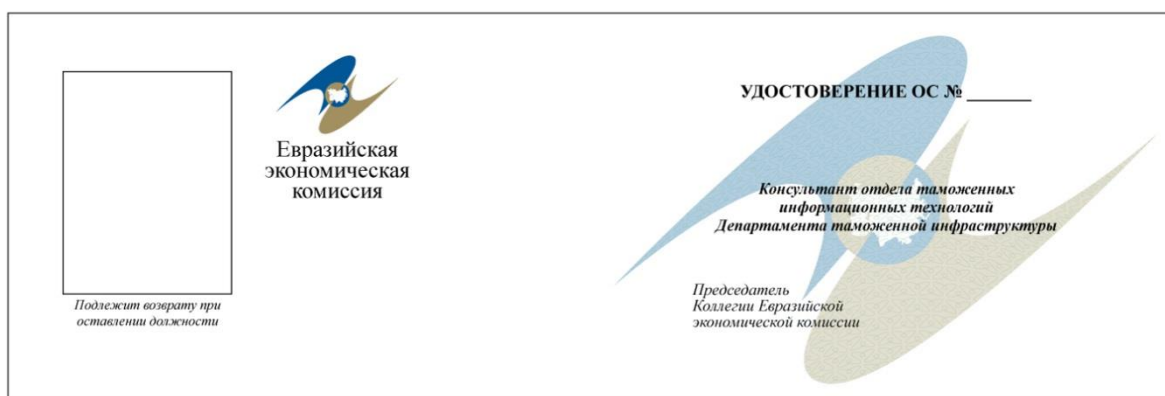 Евразийская
экономическая
комиссия
Подлежит возврату при
оставлении должности
УДОСТОВЕРЕНИЕ ОС № ______
Консультант отдела таможенных
информационных технологий
Департамента таможенной инфраструктуры
Председатель
Коллегии Евразийской
экономической комиссии